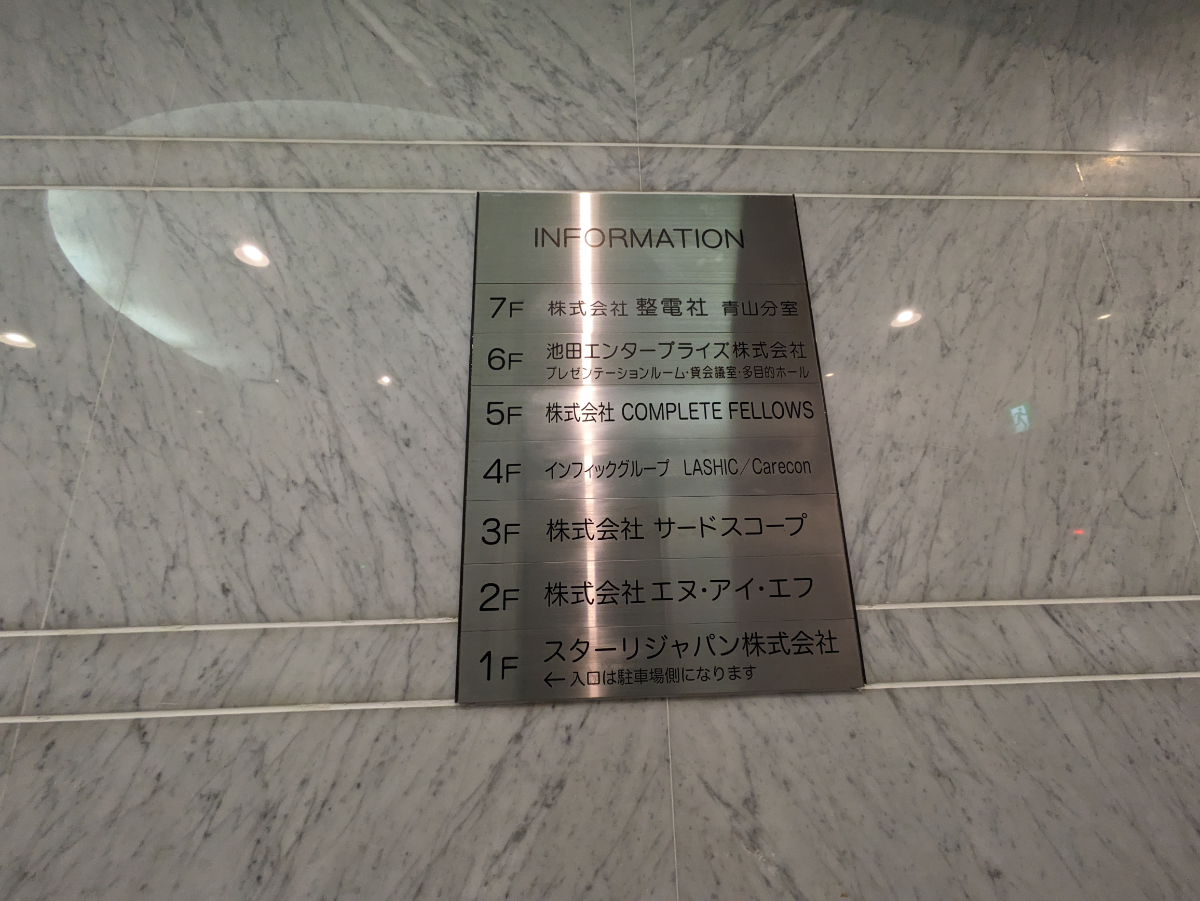 INFORMATION
7F 株式会社 整電社 青山分室
6F 池田エンタープライズ株式会社
プレゼンテーションルーム・貸会議室・多目的ホール
5F 株式会社 COMPLETE FELLOWS
4F インフィックグループ LASHIC/Carecon
3F 株式会社 サードスコープ
2F 株式会社 エヌ・アイ・エフ
1F スターリジャパン株式会社
←入口は駐車場側になります